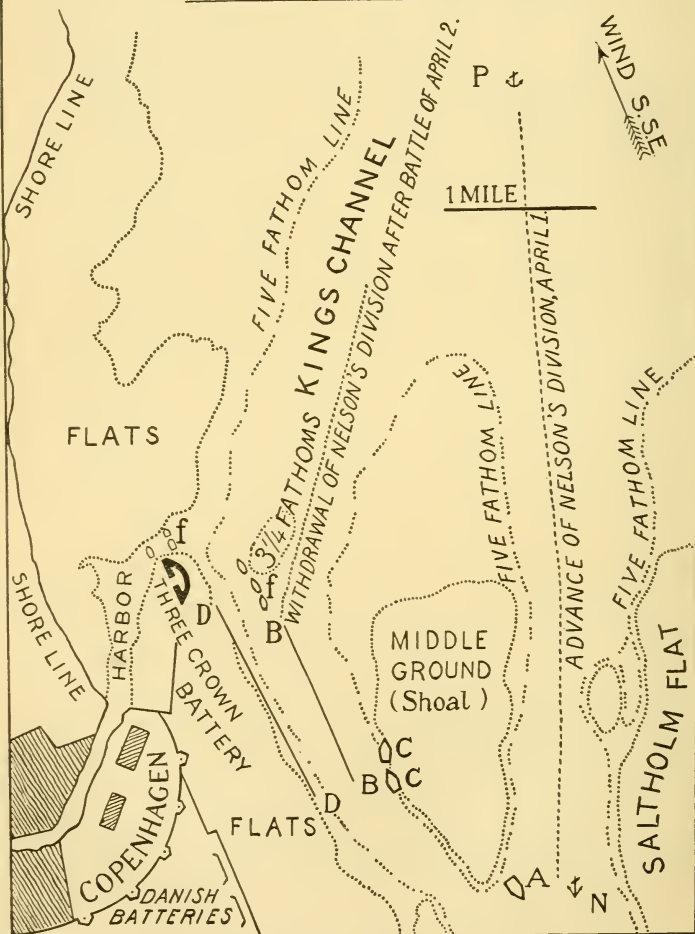 SHORE LINE
FIVE FATHOM LINE
3¼ FATHOMS KINGS CHANNEL
WITHDRAWAL OF NELSON'S DIVISION AFTER BATTLE OF APRIL 2.
P
WIND S.S.E
1 MILE
ADVANCE OF NELSON'S DIVISION, APRIL 1.
FIVE FATHOM LINE
FIVE FATHOM LINE
FLATS
f
f
SHORE LINE
HARBOR
THREE CROWN
BATTERY
D
B
MIDDLE
GROUND
(Shoal)
SALTHOLM FLAT
C
B
C
D
FLATS
COPENHAGEN
DANISH
BATTERIES
A
N